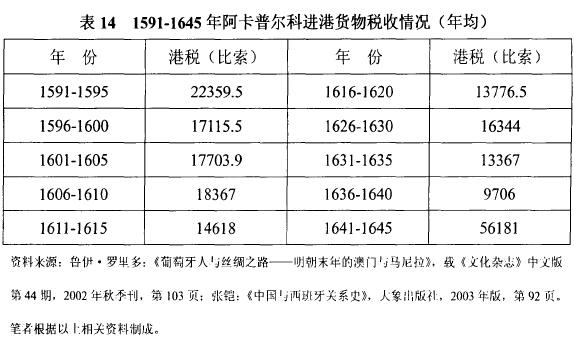 表 14 1591-1645 年阿卡普尔科进港货物税收情况（年均）
年 份 港税（比索） 年 份 港税（比索）
1591-1595 22359.5 1616-1620 13776.5
1596-1600 17115.5 1626-1630 16344
1601-1605 17703.9 1631-1635 13367
1606-1610 18367 1636-1640 9706
1611-1615 14618 1641-1645 56181
资料来源：鲁伊·罗里多：《葡萄牙人与丝绸之路——明朝末年的澳门与马尼拉》，载《文化杂志》中文版
第 44 期，2002 年秋季刊，第 103 页；张铠：《中国与西班牙关系史》，大象出版社，2003 年版，第 92 页。
笔者根据以上相关资料制成。